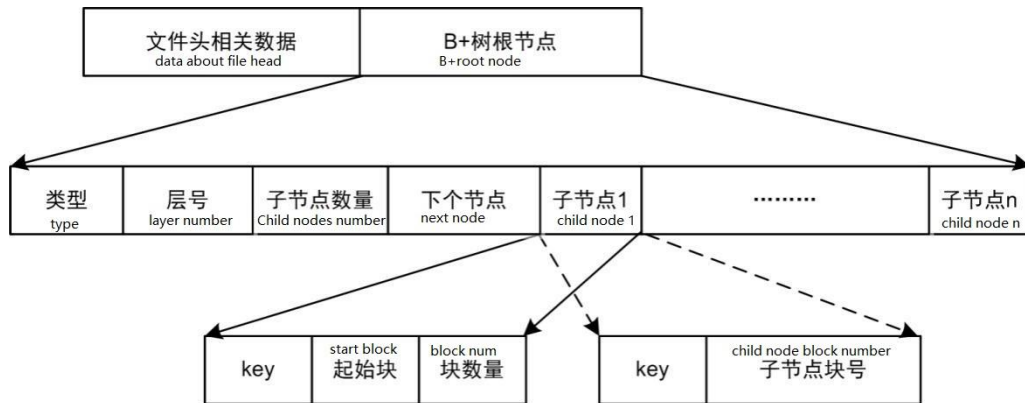 文件头相关数据
data about file head
B+树根节点
B+root node
类型
type
层号
layer number
子节点数量
Child nodes number
下个节点
next node
子节点1
child node 1
………
子节点n
child node n
key
start block
起始块
block num
块数量
key
child node block number
子节点块号